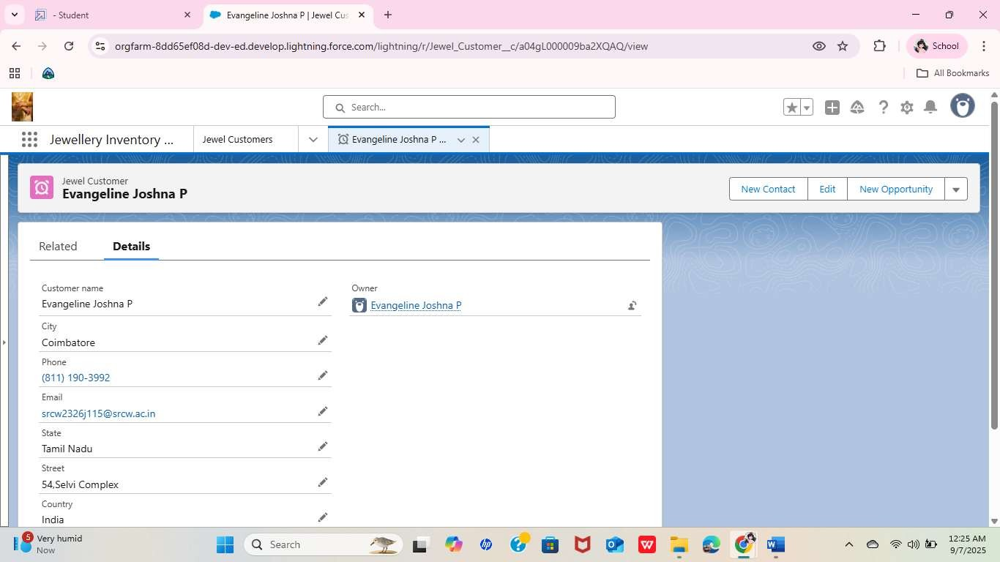 - Student
Evangeline Joshna P | Jewel Cus
orgfarm-8dd65ef08d-dev-ed.develop.lightning.force.com/lightning/r/Jewel_Customer__c/a04gL000009ba2XQAQ/view
School
All Bookmarks
Search...
Jewellery Inventory ...
Jewel Customers
Evangeline Joshna P ...
Jewel Customer
Evangeline Joshna P
New Contact
Edit
New Opportunity
Related
Details
Customer name
Evangeline Joshna P
Owner
Evangeline Joshna P
City
Coimbatore
Phone
(811) 190-3992
Email
srcw2326j115@srcw.ac.in
State
Tamil Nadu
Street
54,Selvi Complex
Country
India
5
Very humid
Now
Search
12:25 AM
9/7/2025